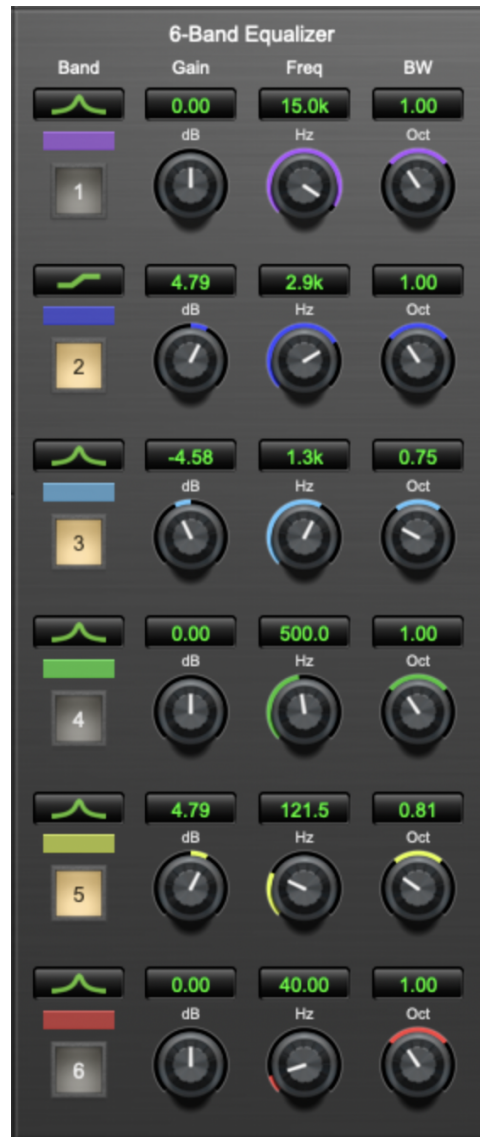 6-Band Equalizer
Band Gain Freq BW
0.00 15.0k 1.00
dB Hz Oct
1
4.79 2.9k 1.00
dB Hz Oct
2
-4.58 1.3k 0.75
dB Hz Oct
3
0.00 500.0 1.00
dB Hz Oct
4
4.79 121.5 0.81
dB Hz Oct
5
0.00 40.00 1.00
dB Hz Oct
6